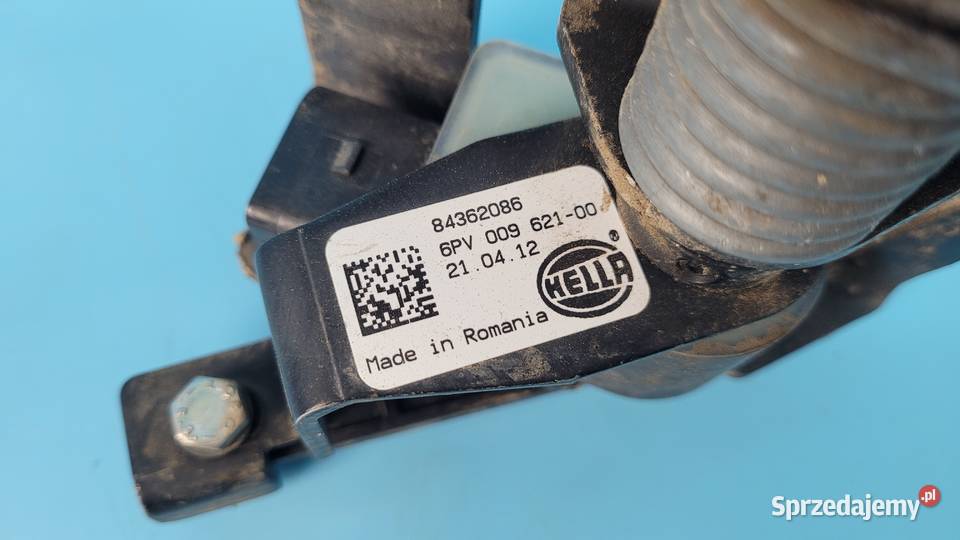 84362086
6PV 009 621-00
21.04.12
HELLA ®
Made in Romania
Sprzedajemy .pl